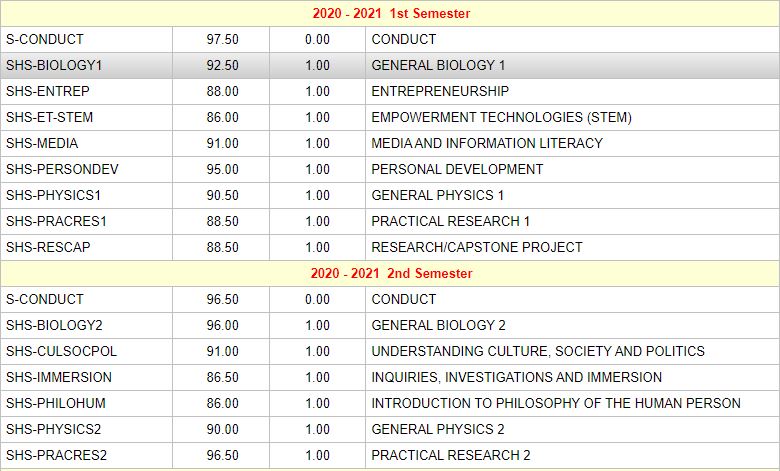 2020 - 2021 1st Semester
S-CONDUCT 97.50 0.00 CONDUCT
SHS-BIOLOGY1 92.50 1.00 GENERAL BIOLOGY 1
SHS-ENTREP 88.00 1.00 ENTREPRENEURSHIP
SHS-ET-STEM 86.00 1.00 EMPOWERMENT TECHNOLOGIES (STEM)
SHS-MEDIA 91.00 1.00 MEDIA AND INFORMATION LITERACY
SHS-PERSONDEV 95.00 1.00 PERSONAL DEVELOPMENT
SHS-PHYSICS1 90.50 1.00 GENERAL PHYSICS 1
SHS-PRACRES1 88.50 1.00 PRACTICAL RESEARCH 1
SHS-RESCAP 88.50 1.00 RESEARCH/CAPSTONE PROJECT
2020 - 2021 2nd Semester
S-CONDUCT 96.50 0.00 CONDUCT
SHS-BIOLOGY2 96.00 1.00 GENERAL BIOLOGY 2
SHS-CULSOCPOL 91.00 1.00 UNDERSTANDING CULTURE, SOCIETY AND POLITICS
SHS-IMMERSION 86.50 1.00 INQUIRIES, INVESTIGATIONS AND IMMERSION
SHS-PHILOHUM 86.00 1.00 INTRODUCTION TO PHILOSOPHY OF THE HUMAN PERSON
SHS-PHYSICS2 90.00 1.00 GENERAL PHYSICS 2
SHS-PRACRES2 96.50 1.00 PRACTICAL RESEARCH 2